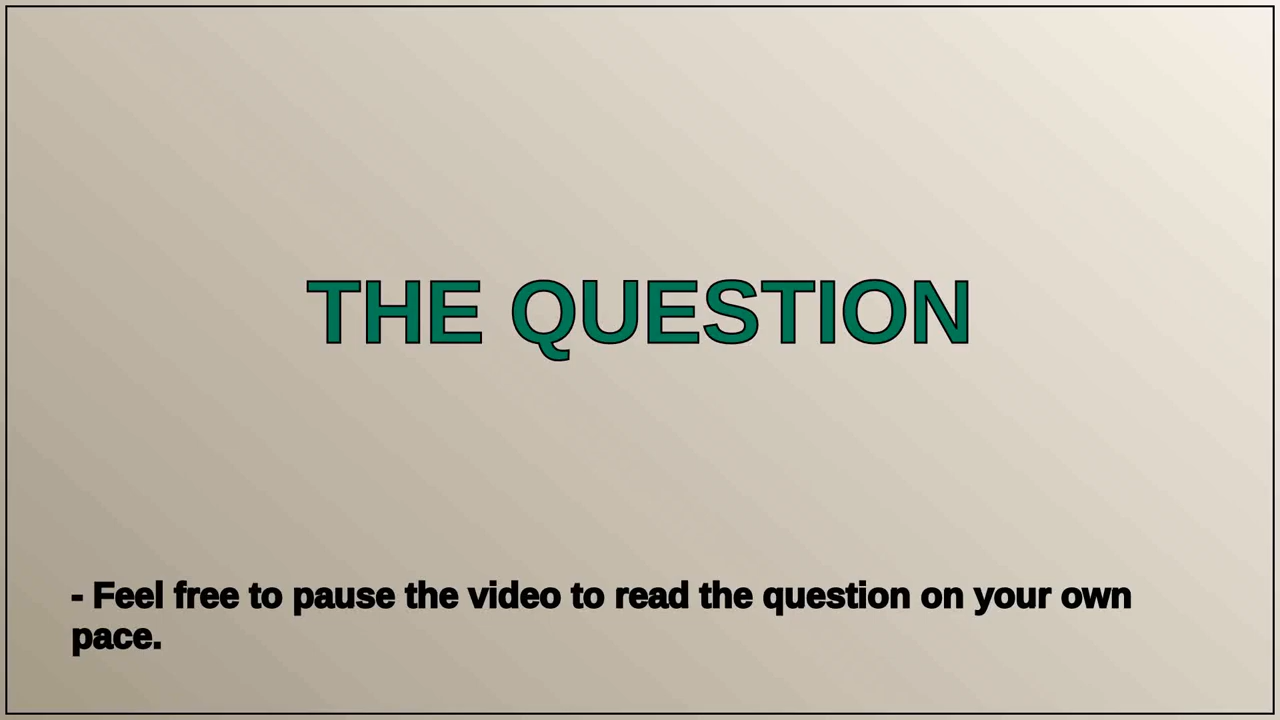 THE QUESTION
- Feel free to pause the video to read the question on your own
pace.